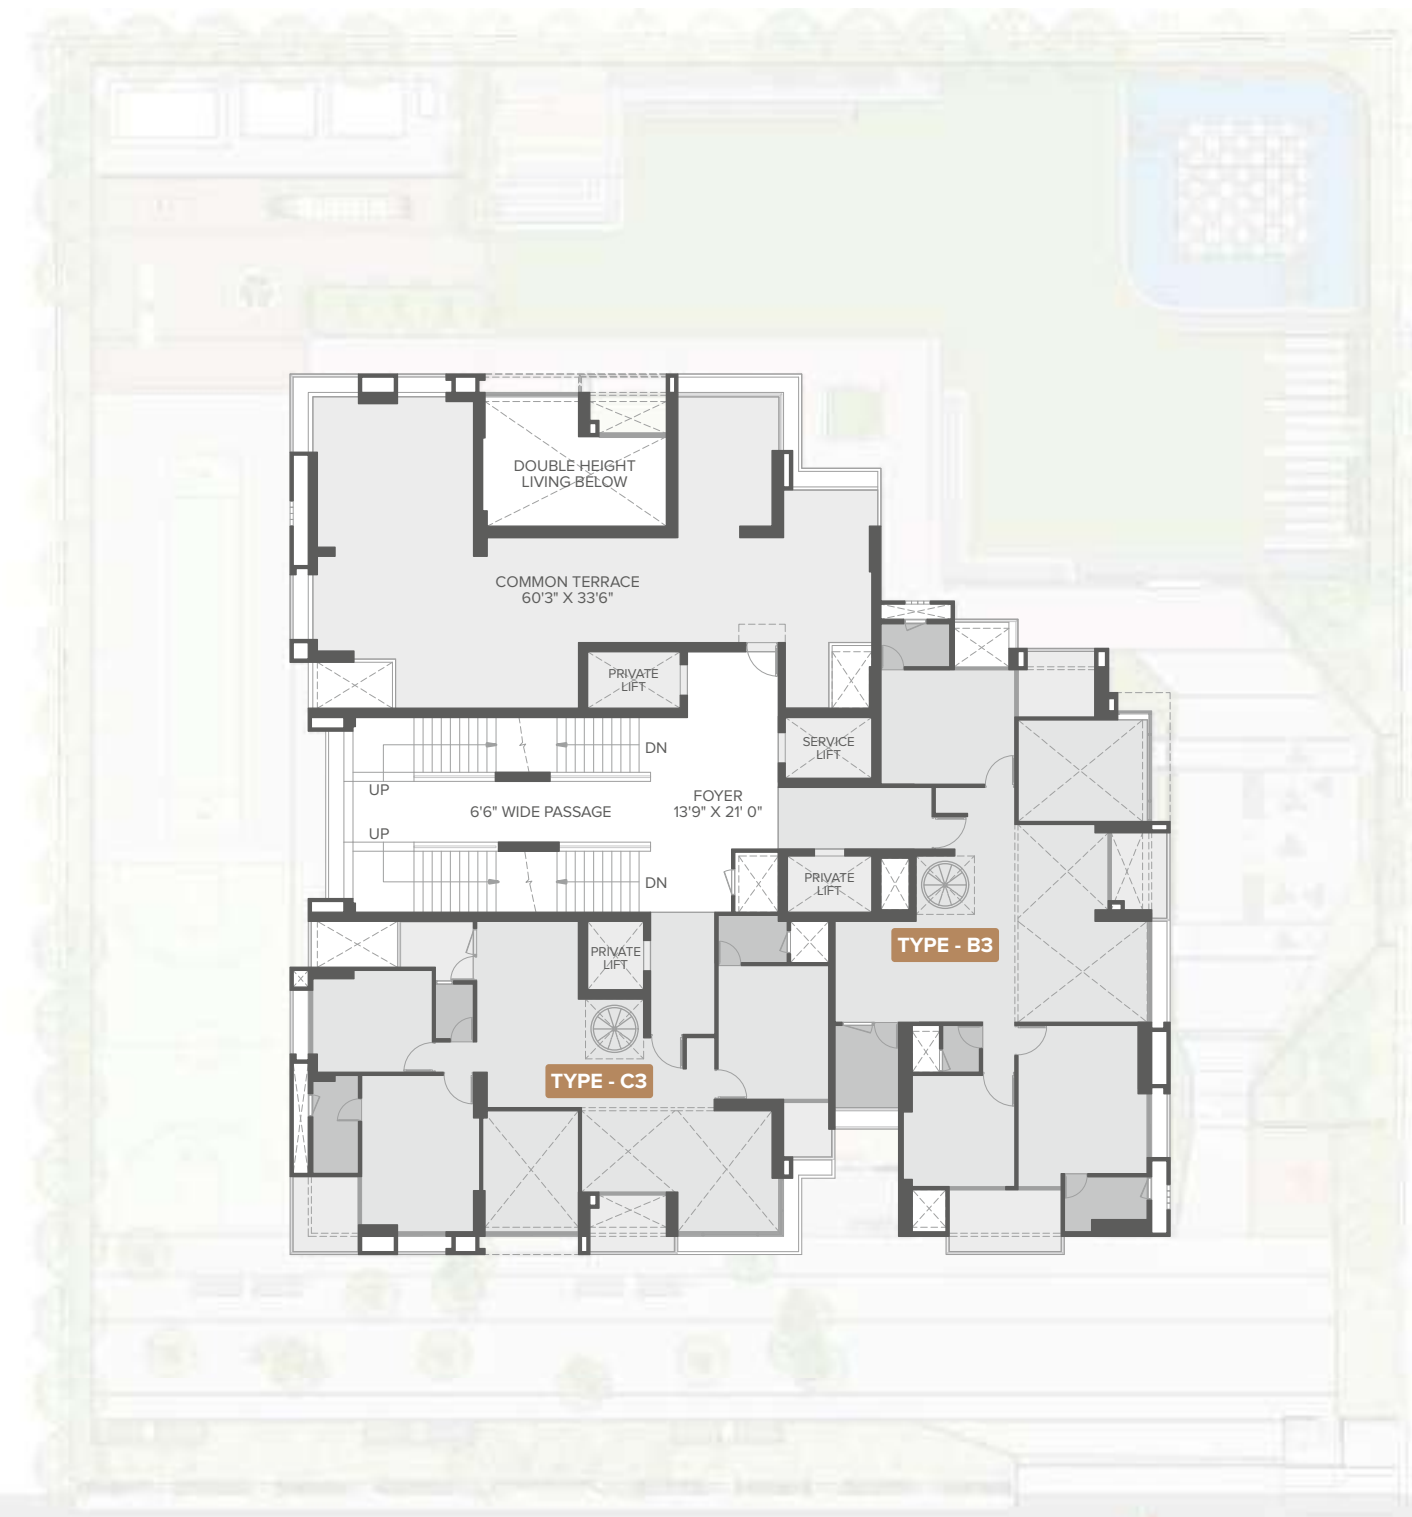 DOUBLE HEIGHT
LIVING BELOW
COMMON TERRACE
60'3" X 33'6"
PRIVATE
LIFT
SERVICE
LIFT
DN
UP
6'6" WIDE PASSAGE
FOYER
13'9" X 21' 0"
UP
DN
PRIVATE
LIFT
PRIVATE
LIFT
TYPE - B3
TYPE - C3